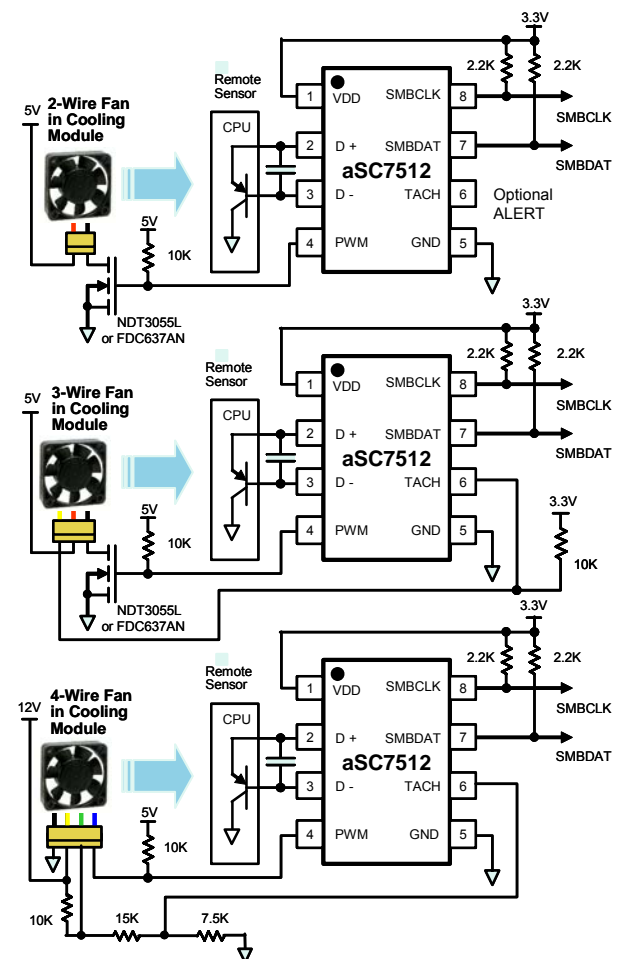 3.3V
2.2K
2.2K
Remote
Sensor
1
VDD
SMBCLK
8
SMBCLK
5V
2-Wire Fan
in Cooling
Module
CPU
2
D +
SMBDAT
7
SMBDAT
aSC7512
3
D -
TACH
6
Optional
ALERT
5V
10K
4
PWM
GND
5
NDT3055L
or FDC637AN
3.3V
2.2K
2.2K
Remote
Sensor
1
VDD
SMBCLK
8
SMBCLK
5V
3-Wire Fan
in Cooling
Module
CPU
2
D +
SMBDAT
7
SMBDAT
aSC7512
3
D -
TACH
6
3.3V
5V
10K
4
PWM
GND
5
10K
NDT3055L
or FDC637AN
3.3V
2.2K
2.2K
Remote
Sensor
1
VDD
SMBCLK
8
SMBCLK
12V
4-Wire Fan
in Cooling
Module
CPU
2
D +
SMBDAT
7
SMBDAT
aSC7512
3
D -
TACH
6
5V
10K
4
PWM
GND
5
10K
15K
7.5K